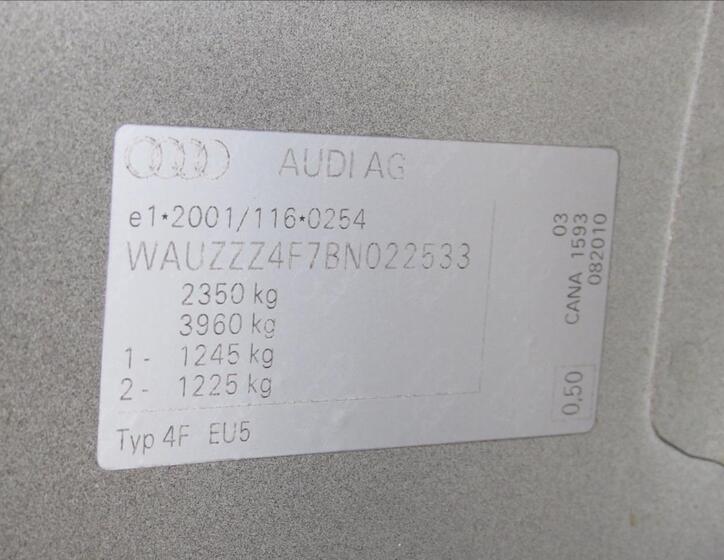 AUDI AG
e1*2001/116*0254
WAUZZZ4F7BN022533
2350 kg
3960 kg
1- 1245 kg
2- 1225 kg
Typ 4F EU5
03
CANA 1593
082010
0,50